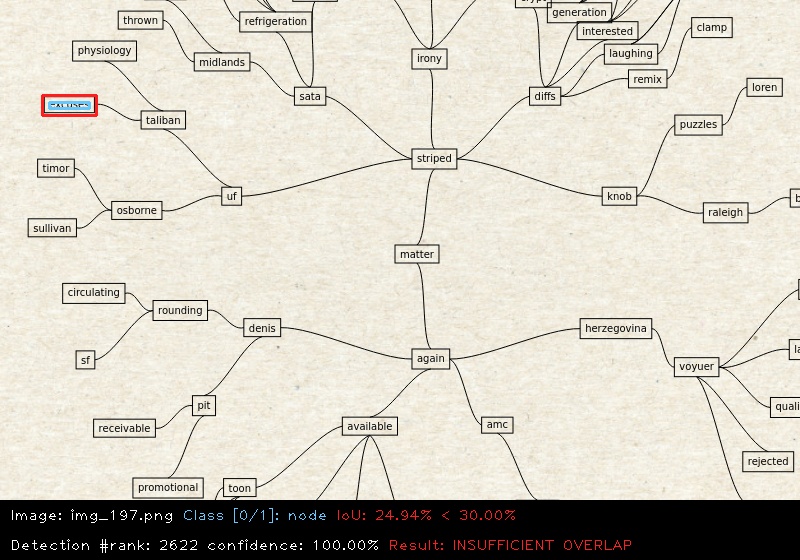 generation
thrown
refrigeration
interested
clamp
physiology
irony
laughing
midlands
remix
loren
sata
diffs
taliban
puzzles
striped
timor
uf
knob
osborne
raleigh
sullivan
matter
circulating
rounding
denis
herzegovina
sf
again
voyuer
pit
receivable
available
amc
rejected
promotional
toon
Image: img_197.png Class [0/1]: node IoU: 24.94% < 30.00%
Detection #rank: 2622 confidence: 100.00% Result: INSUFFICIENT OVERLAP